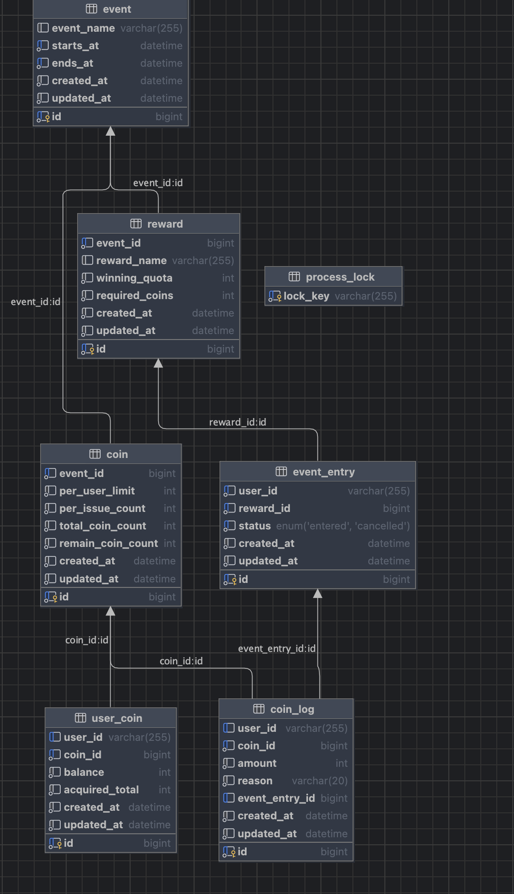 event
event_name varchar(255)
starts_at datetime
ends_at datetime
created_at datetime
updated_at datetime
id bigint
event_id:id
reward
event_id bigint
reward_name varchar(255)
winning_quota int
required_coins int
created_at datetime
updated_at datetime
id bigint
process_lock
lock_key varchar(255)
event_id:id
reward_id:id
coin
event_id bigint
per_user_limit int
per_issue_count int
total_coin_count int
remain_coin_count int
created_at datetime
updated_at datetime
id bigint
event_entry
user_id varchar(255)
reward_id bigint
status enum('entered', 'cancelled')
created_at datetime
updated_at datetime
id bigint
coin_id:id
coin_id:id
event_entry_id:id
user_coin
user_id varchar(255)
coin_id bigint
balance int
acquired_total int
created_at datetime
updated_at datetime
id bigint
coin_log
user_id varchar(255)
coin_id bigint
amount int
reason varchar(20)
event_entry_id bigint
created_at datetime
updated_at datetime
id bigint